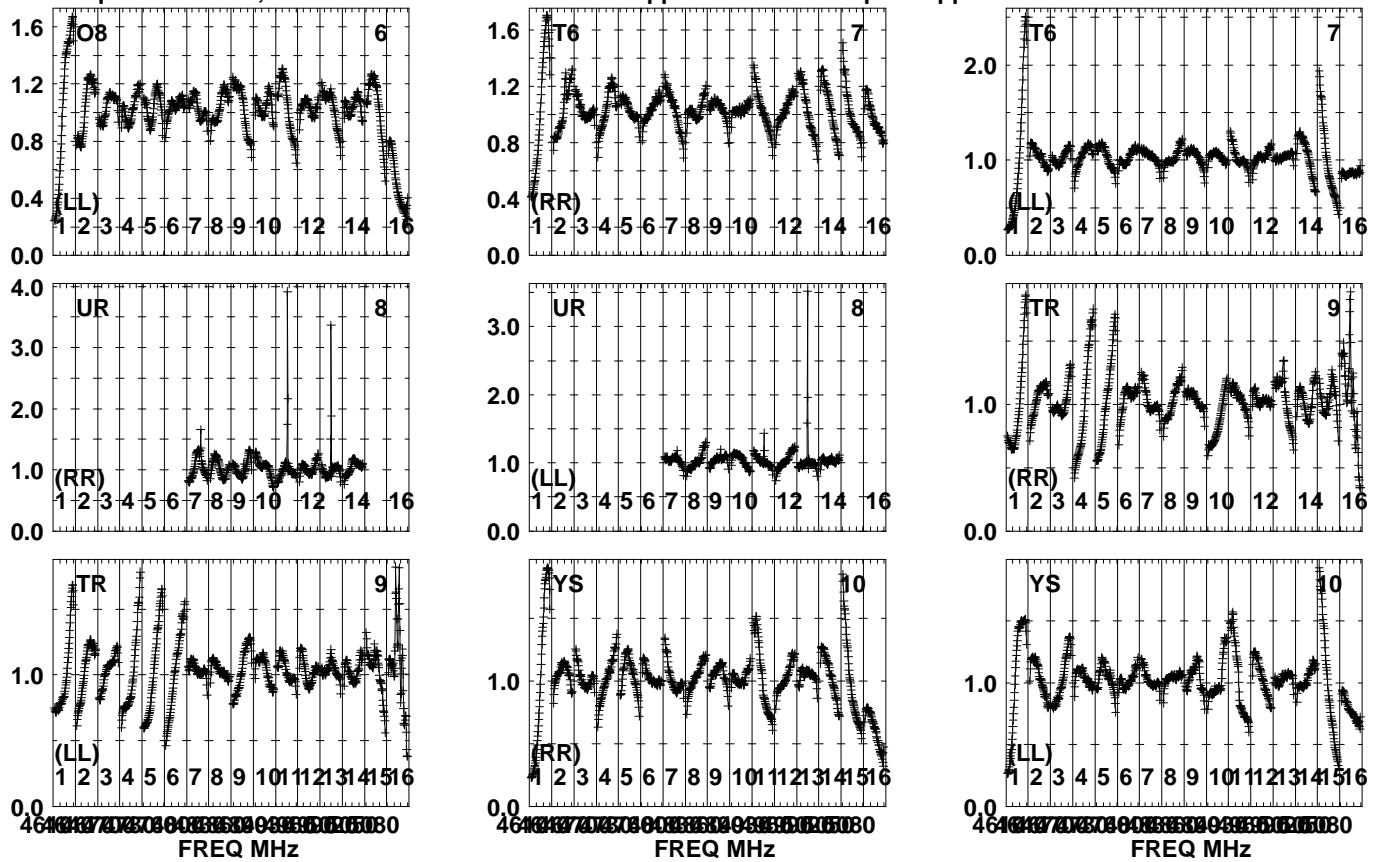 O8 6
1.6
1.2
0.8
0.4
0.0
(LL)
1 2 3 4 5 6 7 8 9 10 12 14 16
T6 7
1.6
1.2
0.8
0.4
0.0
(RR)
1 2 3 4 5 6 7 8 9 10 12 14 16
T6 7
2.0
1.0
0.0
(LL)
1 2 3 4 5 6 7 8 9 10 12 14 16
UR 8
4.0
3.0
2.0
1.0
0.0
(RR)
1 2 3 4 5 6 7 8 9 10 12 14 16
UR 8
3.0
2.0
1.0
0.0
(LL)
1 2 3 4 5 6 7 8 9 10 12 14 16
TR 9
1.0
0.0
(RR)
1 2 3 4 5 6 7 8 9 10 12 14 16
TR 9
1.0
0.0
(LL)
1 2 3 4 5 6 7 8 9 10 11 12 13 14 15 16
FREQ MHz
YS 10
1.0
0.0
(RR)
1 2 3 4 5 6 7 8 9 10 11 12 13 14 15 16
FREQ MHz
YS 10
1.0
0.0
(LL)
1 2 3 4 5 6 7 8 9 10 11 12 13 14 15 16
FREQ MHz